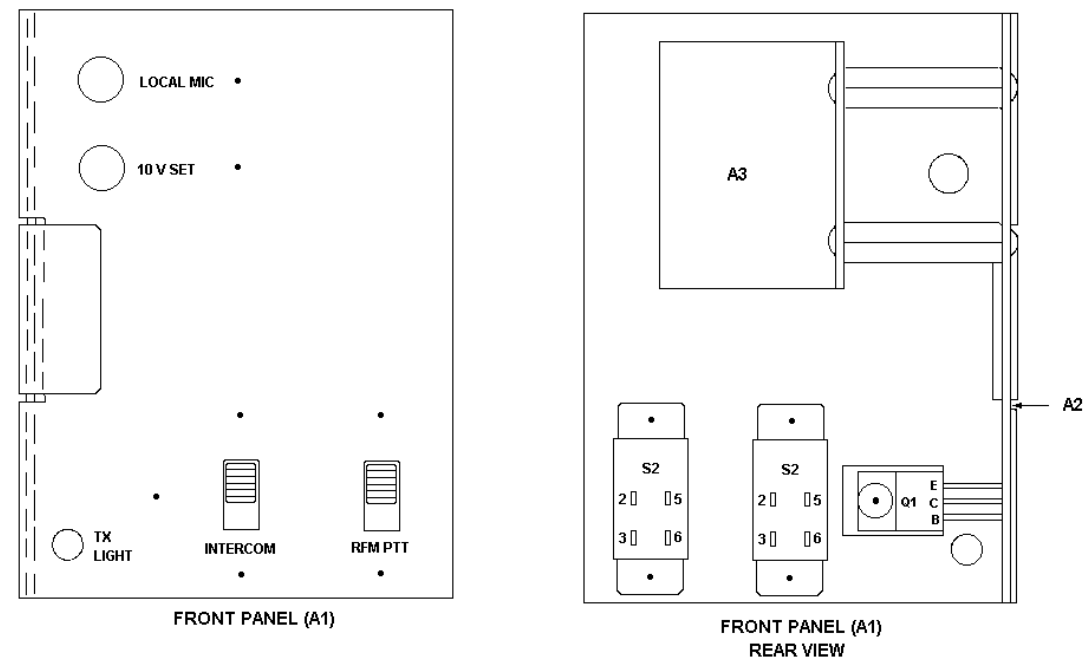 LOCAL MIC
10 V SET
TX
LIGHT
INTERCOM
RFM PTT
FRONT PANEL (A1)
A3
A2
S2
2 5
3 6
S2
2 5
3 6
Q1
E
C
B
FRONT PANEL (A1)
REAR VIEW